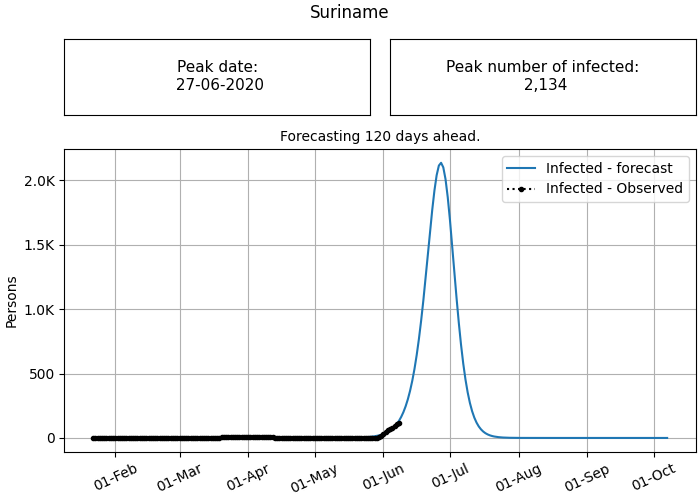 Suriname
Peak date:
27-06-2020
Peak number of infected:
2,134
Forecasting 120 days ahead.
Infected - forecast
Infected - Observed
Persons
2.0K
1.5K
1.0K
500
0
01-Feb
01-Mar
01-Apr
01-May
01-Jun
01-Jul
01-Aug
01-Sep
01-Oct